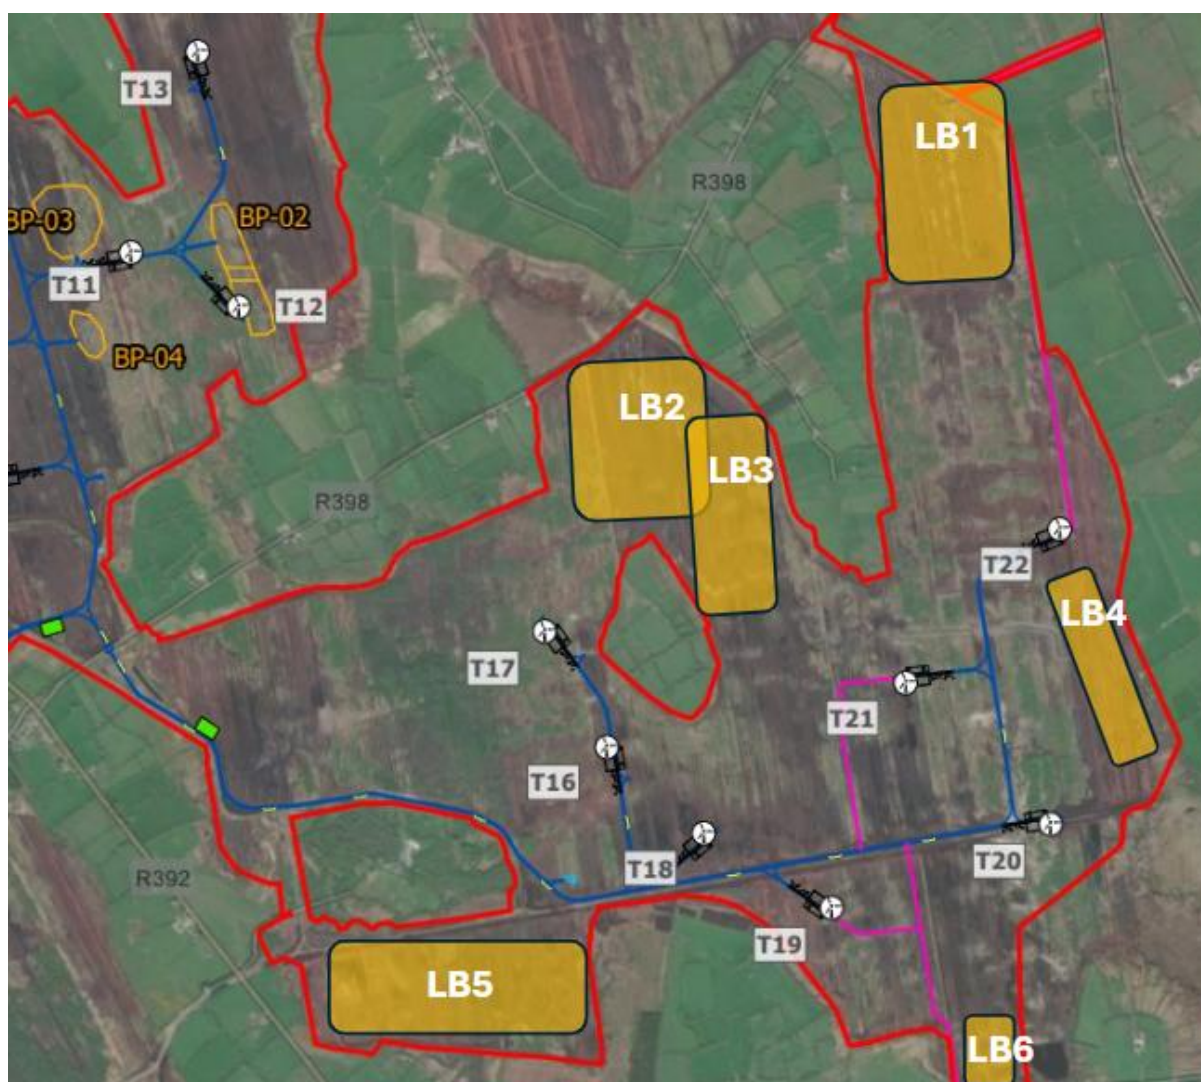 T13
LB1
R398
BP-03
BP-02
T11
T12
BP-04
LB2
LB3
R398
T22
LB4
T17
T21
T16
T18
T20
R392
T19
LB5
LB6